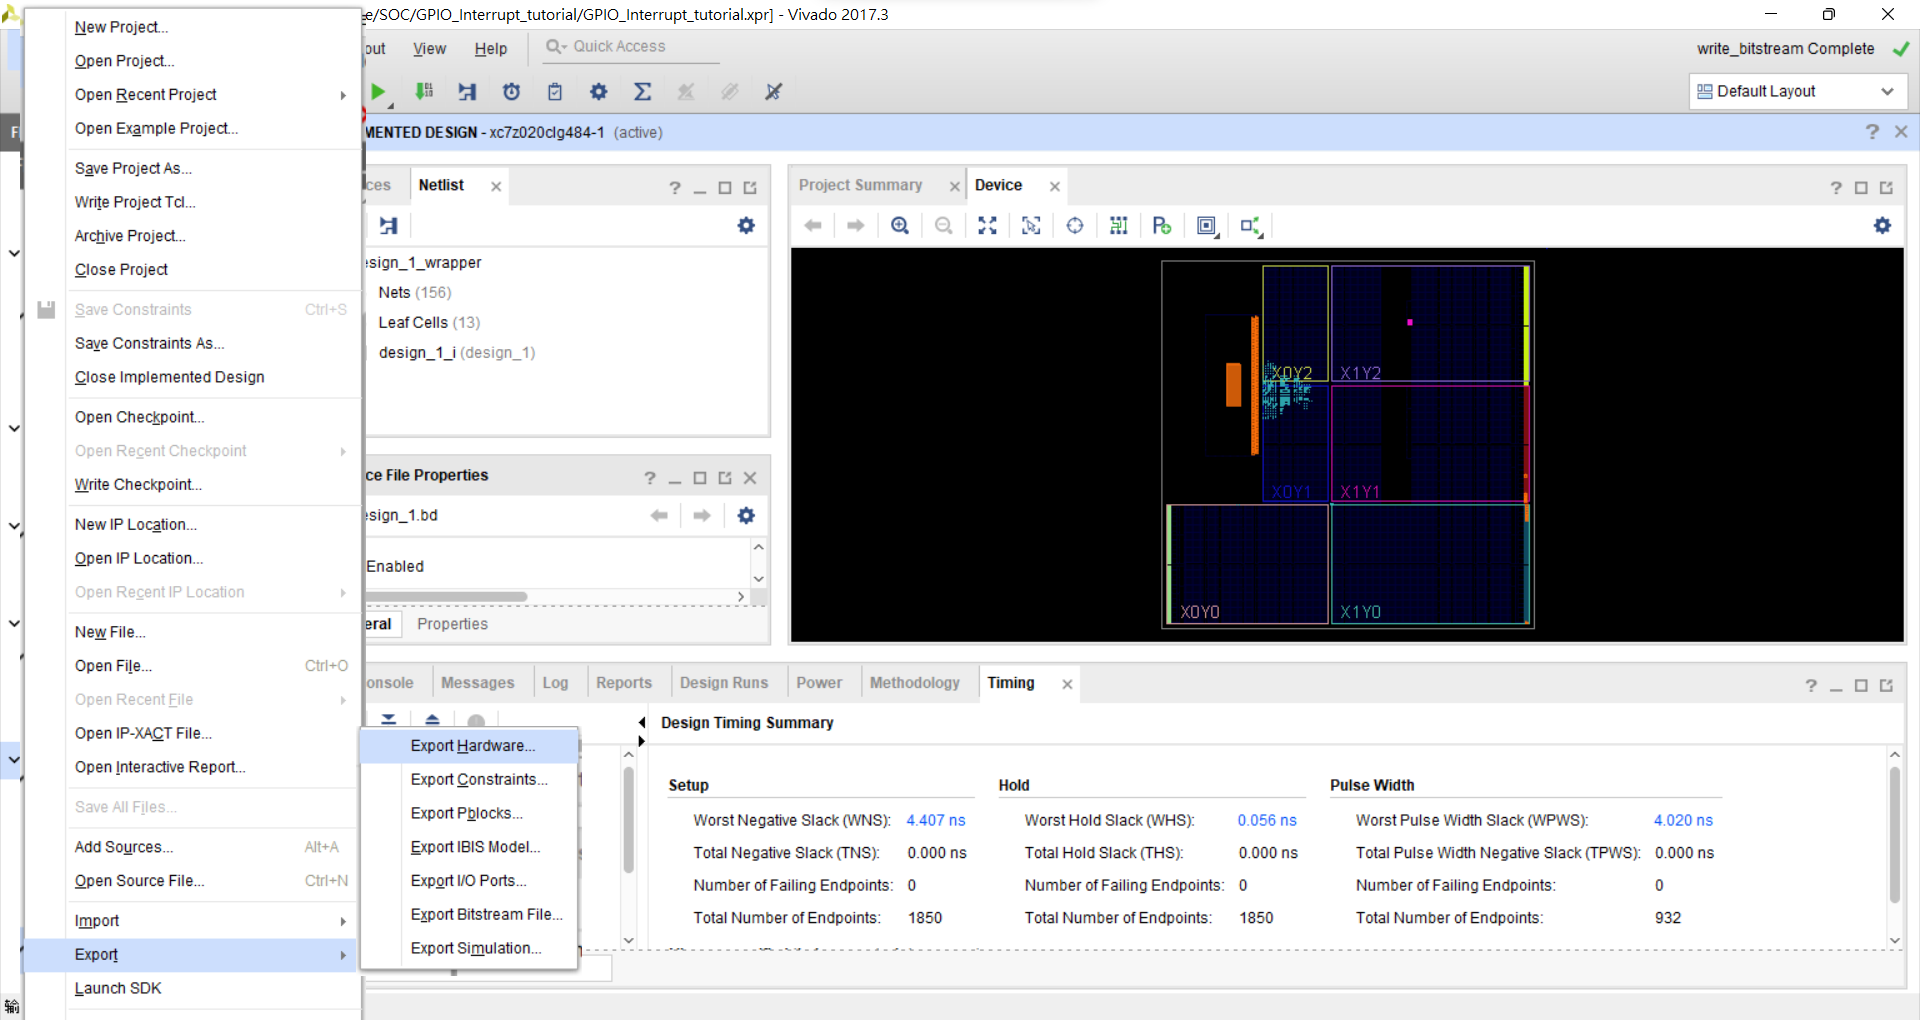 New Project...
Open Project...
Open Recent Project
Open Example Project...
Save Project As...
Write Project Tcl...
Archive Project...
Close Project
Save Constraints Ctrl+S
Save Constraints As...
Close Implemented Design
Open Checkpoint...
Open Recent Checkpoint
Write Checkpoint...
New IP Location...
Open IP Location...
Open Recent IP Location
New File...
Open File... Ctrl+O
Open Recent File
Open IP-XACT File...
Open Interactive Report...
Save All Files...
Add Sources... Alt+A
Open Source File... Ctrl+N
Import
Export
Launch SDK
Export Hardware...
Export Constraints...
Export Pblocks...
Export IBIS Model...
Export I/O Ports...
Export Bitstream File...
Export Simulation...
e/SOC/GPIO_Interrupt_tutorial/GPIO_Interrupt_tutorial.xpr] - Vivado 2017.3
out View Help Quick Access
write_bitstream Complete
Default Layout
MENTED DESIGN - xc7z020clg484-1 (active)
ces Netlist
esign_1_wrapper
Nets (156)
Leaf Cells (13)
design_1_i (design_1)
ce File Properties
esign_1.bd
Enabled
eral Properties
Project Summary Device
X0Y2 X1Y2
X0Y1 X1Y1
X0Y0 X1Y0
onsole Messages Log Reports Design Runs Power Methodology Timing
Design Timing Summary
Setup Hold Pulse Width
Worst Negative Slack (WNS): 4.407 ns Worst Hold Slack (WHS): 0.056 ns Worst Pulse Width Slack (WPWS): 4.020 ns
Total Negative Slack (TNS): 0.000 ns Total Hold Slack (THS): 0.000 ns Total Pulse Width Negative Slack (TPWS): 0.000 ns
Number of Failing Endpoints: 0 Number of Failing Endpoints: 0 Number of Failing Endpoints: 0
Total Number of Endpoints: 1850 Total Number of Endpoints: 1850 Total Number of Endpoints: 932
输